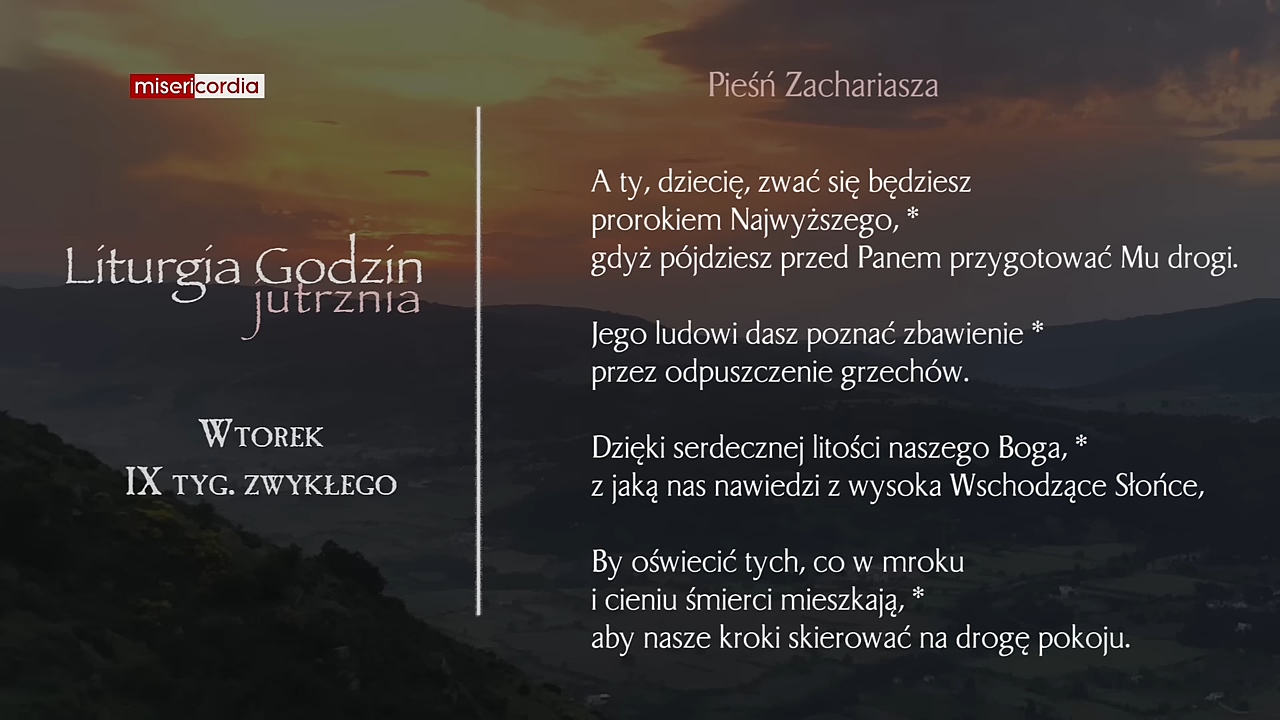 misericordia
Liturgia Godzin
jutrznia
Wtorek
IX tyg. zwykłego
Pieśń Zachariasza
A ty, dziecię, zwać się będziesz
prorokiem Najwyższego, *
gdyż pójdziesz przed Panem przygotować Mu drogi.
Jego ludowi dasz poznać zbawienie *
przez odpuszczenie grzechów.
Dzięki serdecznej litości naszego Boga, *
z jaką nas nawiedzi z wysoka Wschodzące Słońce,
By oświecić tych, co w mroku
i cieniu śmierci mieszkają, *
aby nasze kroki skierować na drogę pokoju.